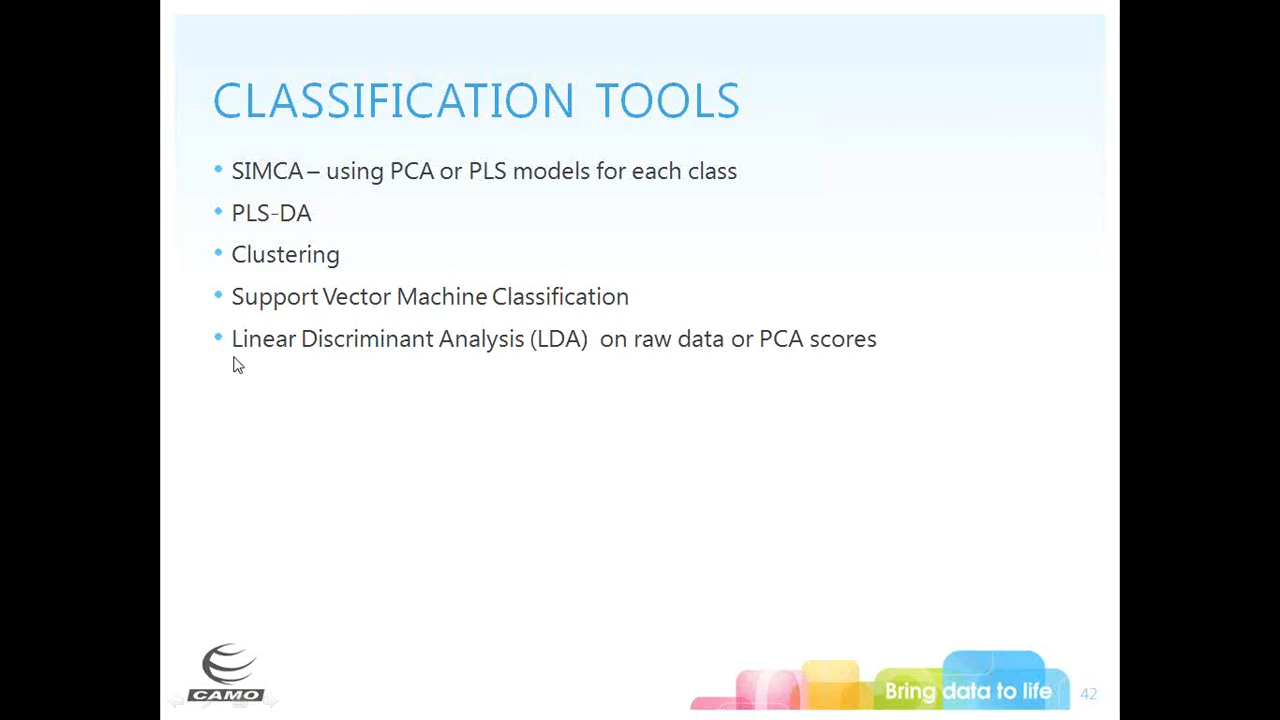 CLASSIFICATION TOOLS
• SIMCA – using PCA or PLS models for each class
• PLS-DA
• Clustering
• Support Vector Machine Classification
• Linear Discriminant Analysis (LDA)  on raw data or PCA scores
CAMO
Bring data to life
42